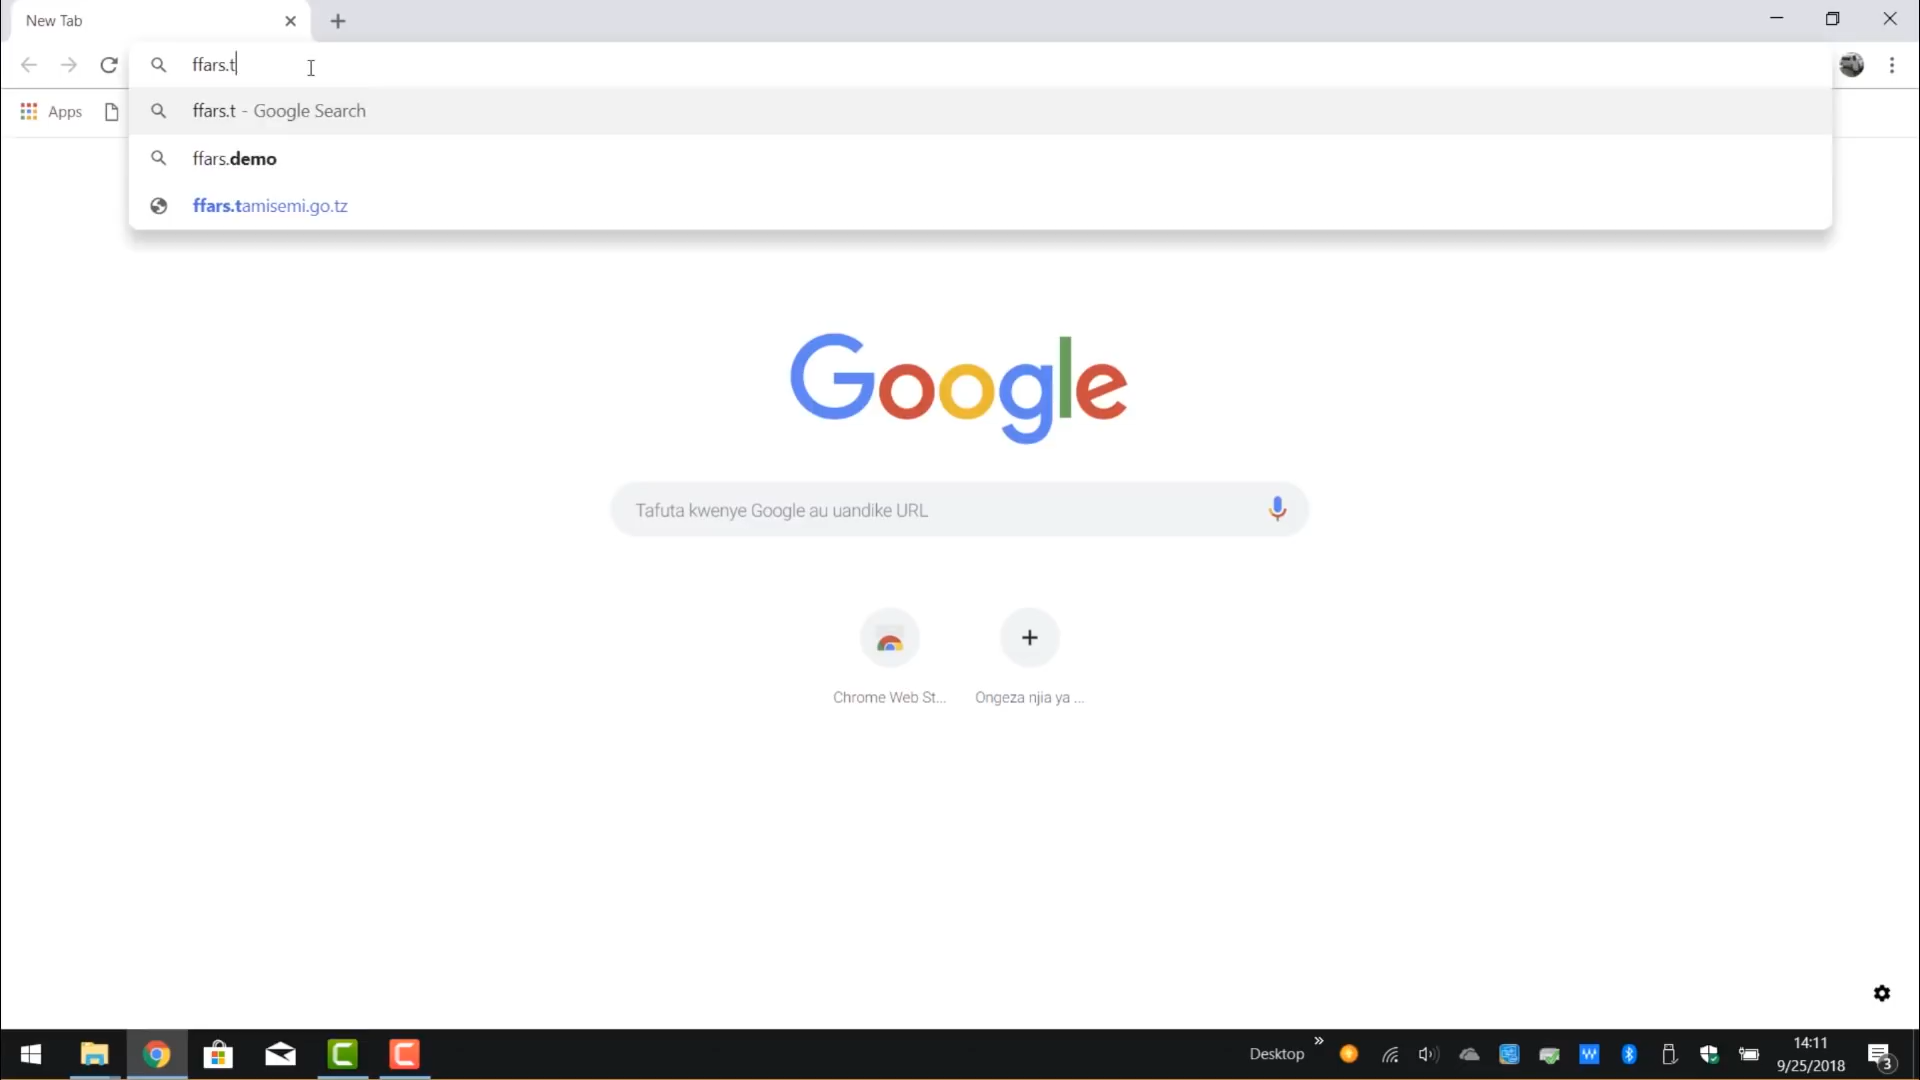 New Tab
ffars.t
Apps
ffars.t - Google Search
ffars.demo
ffars.tamisemi.go.tz
Google
Tafuta kwenye Google au uandike URL
Chrome Web St...
Ongeza njia ya ...
Desktop
14:11
9/25/2018
3